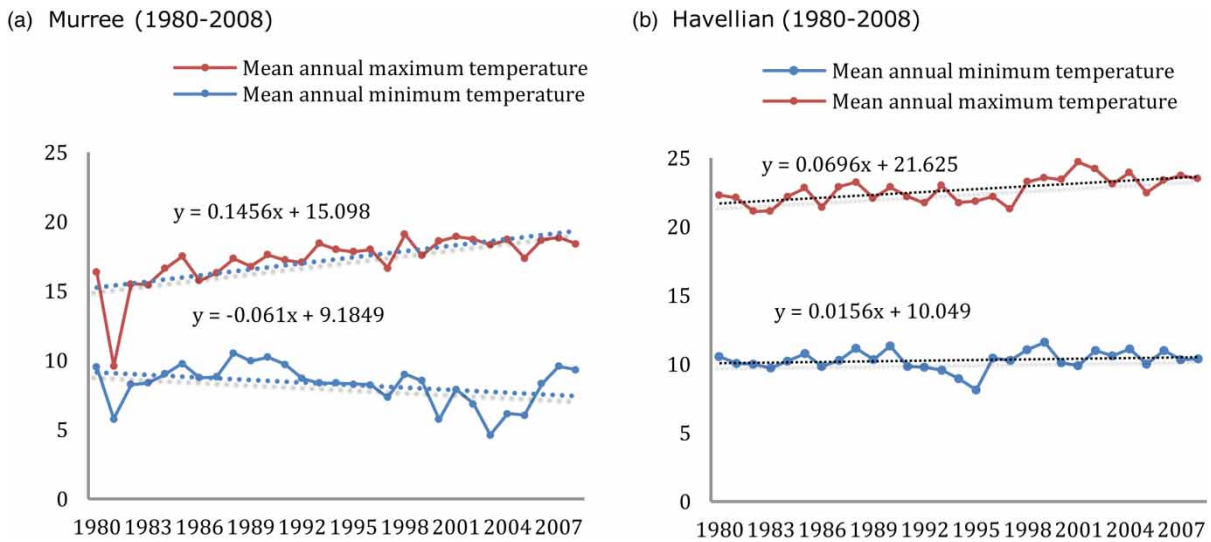 (a) Murree (1980-2008)
Mean annual maximum temperature
Mean annual minimum temperature
25
20
15
10
5
0
y = 0.1456x + 15.098
y = -0.061x + 9.1849
1980 1983 1986 1989 1992 1995 1998 2001 2004 2007
(b) Havellian (1980-2008)
Mean annual minimum temperature
Mean annual maximum temperature
25
20
15
10
5
0
y = 0.0696x + 21.625
y = 0.0156x + 10.049
1980 1983 1986 1989 1992 1995 1998 2001 2004 2007